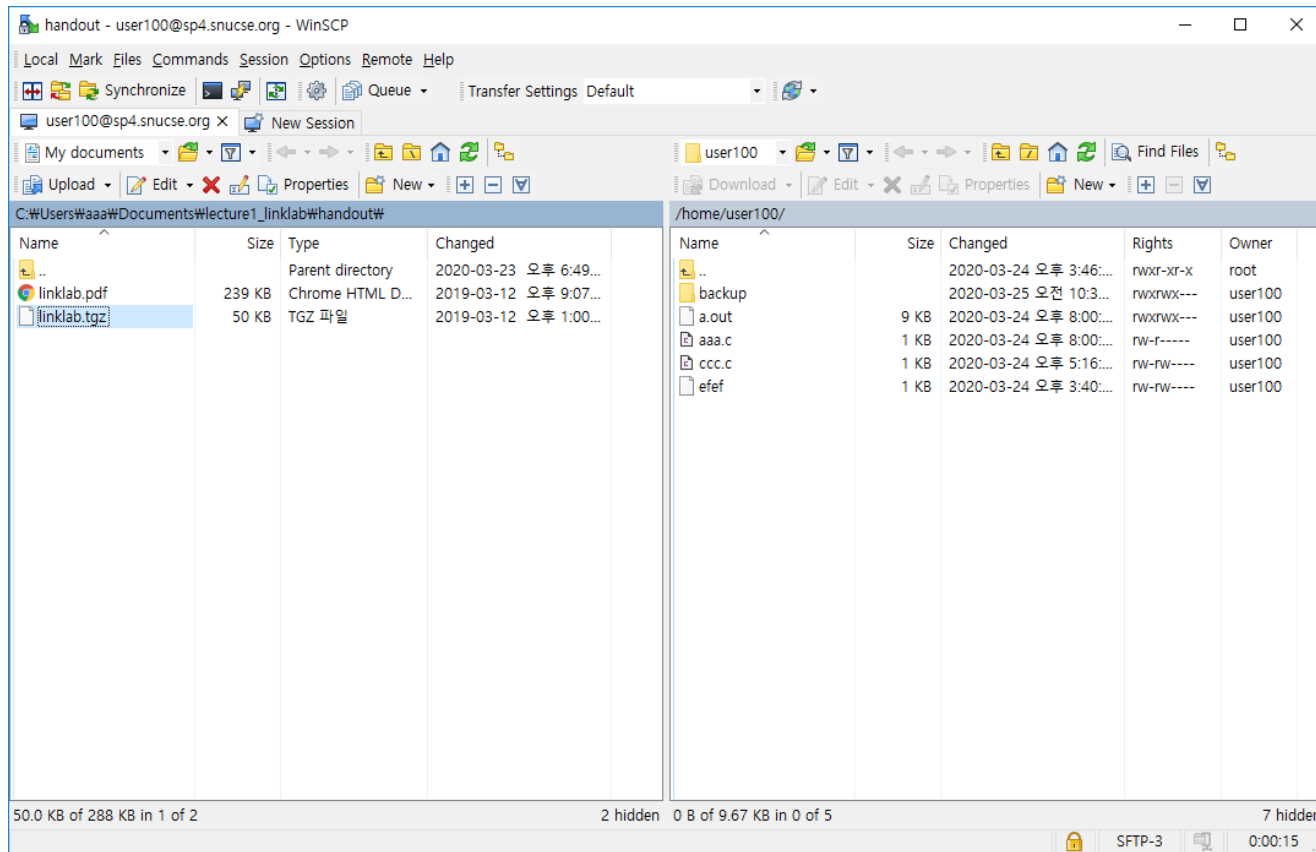 handout - user100@sp4.snucse.org - WinSCP
Local Mark Files Commands Session Options Remote Help
Synchronize Queue Transfer Settings Default
user100@sp4.snucse.org New Session
My documents user100 Find Files
Upload Edit Properties New Download Edit Properties New
C:₩Users₩aaa₩Documents₩lecture1_linklab₩handout₩ /home/user100/
Name Size Type Changed Name Size Changed Rights Owner
.. Parent directory 2020-03-23 오후 6:49... .. 2020-03-24 오후 3:46:... rwxr-xr-x root
linklab.pdf 239 KB Chrome HTML D... 2019-03-12 오후 9:07... backup 2020-03-25 오전 10:3... rwxrwx--- user100
linklab.tgz 50 KB TGZ 파일 2019-03-12 오후 1:00... a.out 9 KB 2020-03-24 오후 8:00:... rwxrwx--- user100
aaa.c 1 KB 2020-03-24 오후 8:00:... rw-r----- user100
ccc.c 1 KB 2020-03-24 오후 5:16:... rw-rw---- user100
efef 1 KB 2020-03-24 오후 3:40:... rw-rw---- user100
50.0 KB of 288 KB in 1 of 2 2 hidden 0 B of 9.67 KB in 0 of 5 7 hidden
SFTP-3 0:00:15